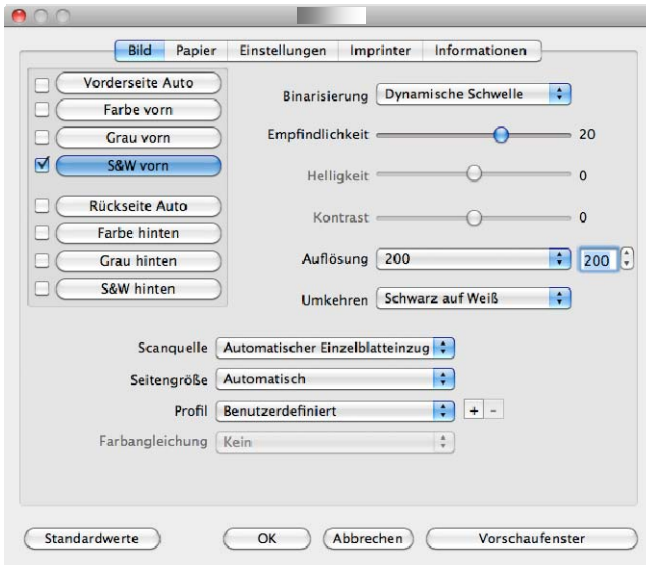 Bild Papier Einstellungen Imprinter Informationen
Vorderseite Auto
Farbe vorn
Grau vorn
S&W vorn
Rückseite Auto
Farbe hinten
Grau hinten
S&W hinten
Binarisierung Dynamische Schwelle
Empfindlichkeit 20
Helligkeit 0
Kontrast 0
Auflösung 200 200
Umkehren Schwarz auf Weiß
Scanquelle Automatischer Einzelblatteinzug
Seitengröße Automatisch
Profil Benutzerdefiniert + -
Farbangleichung Kein
Standardwerte OK Abbrechen Vorschaufenster